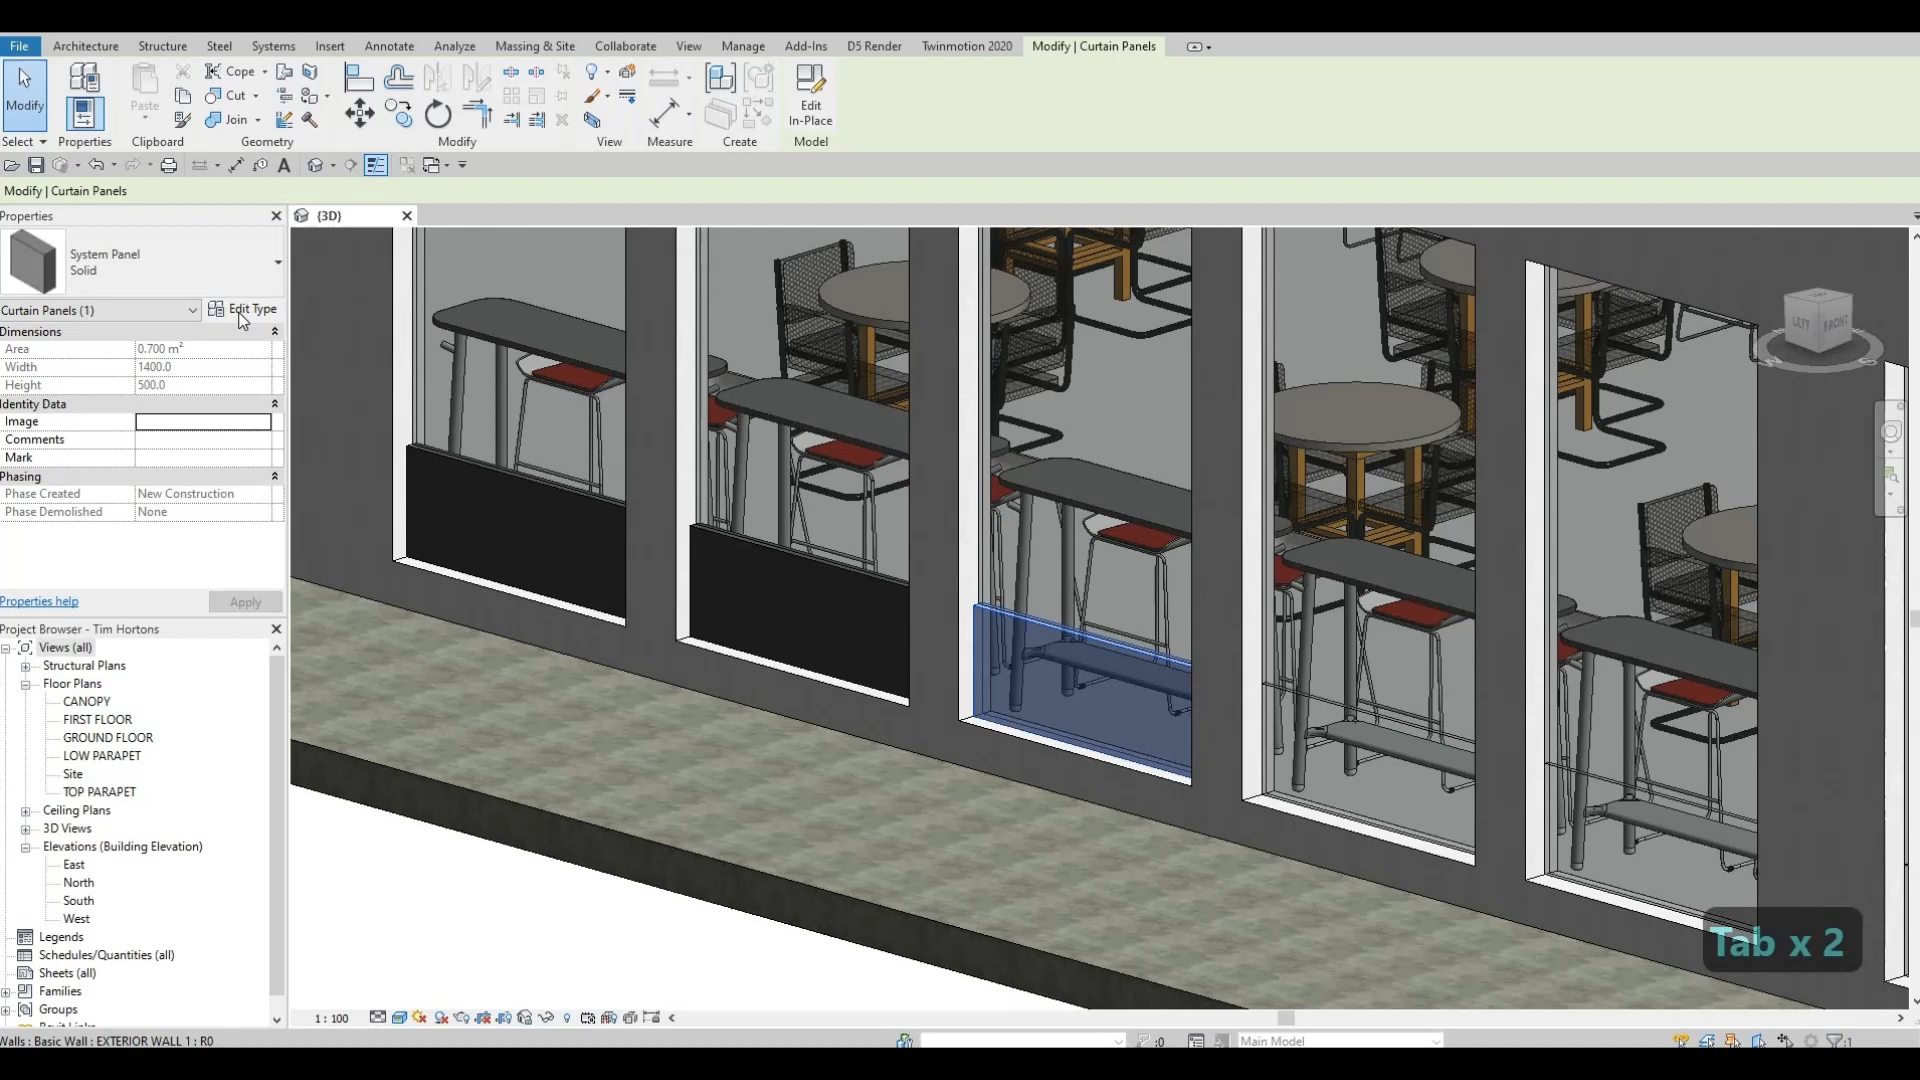 File Architecture Structure Steel Systems Insert Annotate Analyze Massing & Site Collaborate View Manage Add-Ins D5 Render Twinmotion 2020 Modify | Curtain Panels
Modify
Paste
Cope
Cut
Join
Edit
In-Place
Select Properties Clipboard Geometry Modify View Measure Create Model
Modify | Curtain Panels
Properties
{3D}
System Panel
Solid
Curtain Panels (1)
Edit Type
Dimensions
Area 0.700 m²
Width 1400.0
Height 500.0
Identity Data
Image
Comments
Mark
Phasing
Phase Created New Construction
Phase Demolished None
Properties help
Apply
Project Browser - Tim Hortons
Views (all)
Structural Plans
Floor Plans
CANOPY
FIRST FLOOR
GROUND FLOOR
LOW PARAPET
Site
TOP PARAPET
Ceiling Plans
3D Views
Elevations (Building Elevation)
East
North
South
West
Legends
Schedules/Quantities (all)
Sheets (all)
Families
Groups
LEFT
FRONT
W
S
Tab x 2
1 : 100
Walls : Basic Wall : EXTERIOR WALL 1 : R0
:0
Main Model
:1